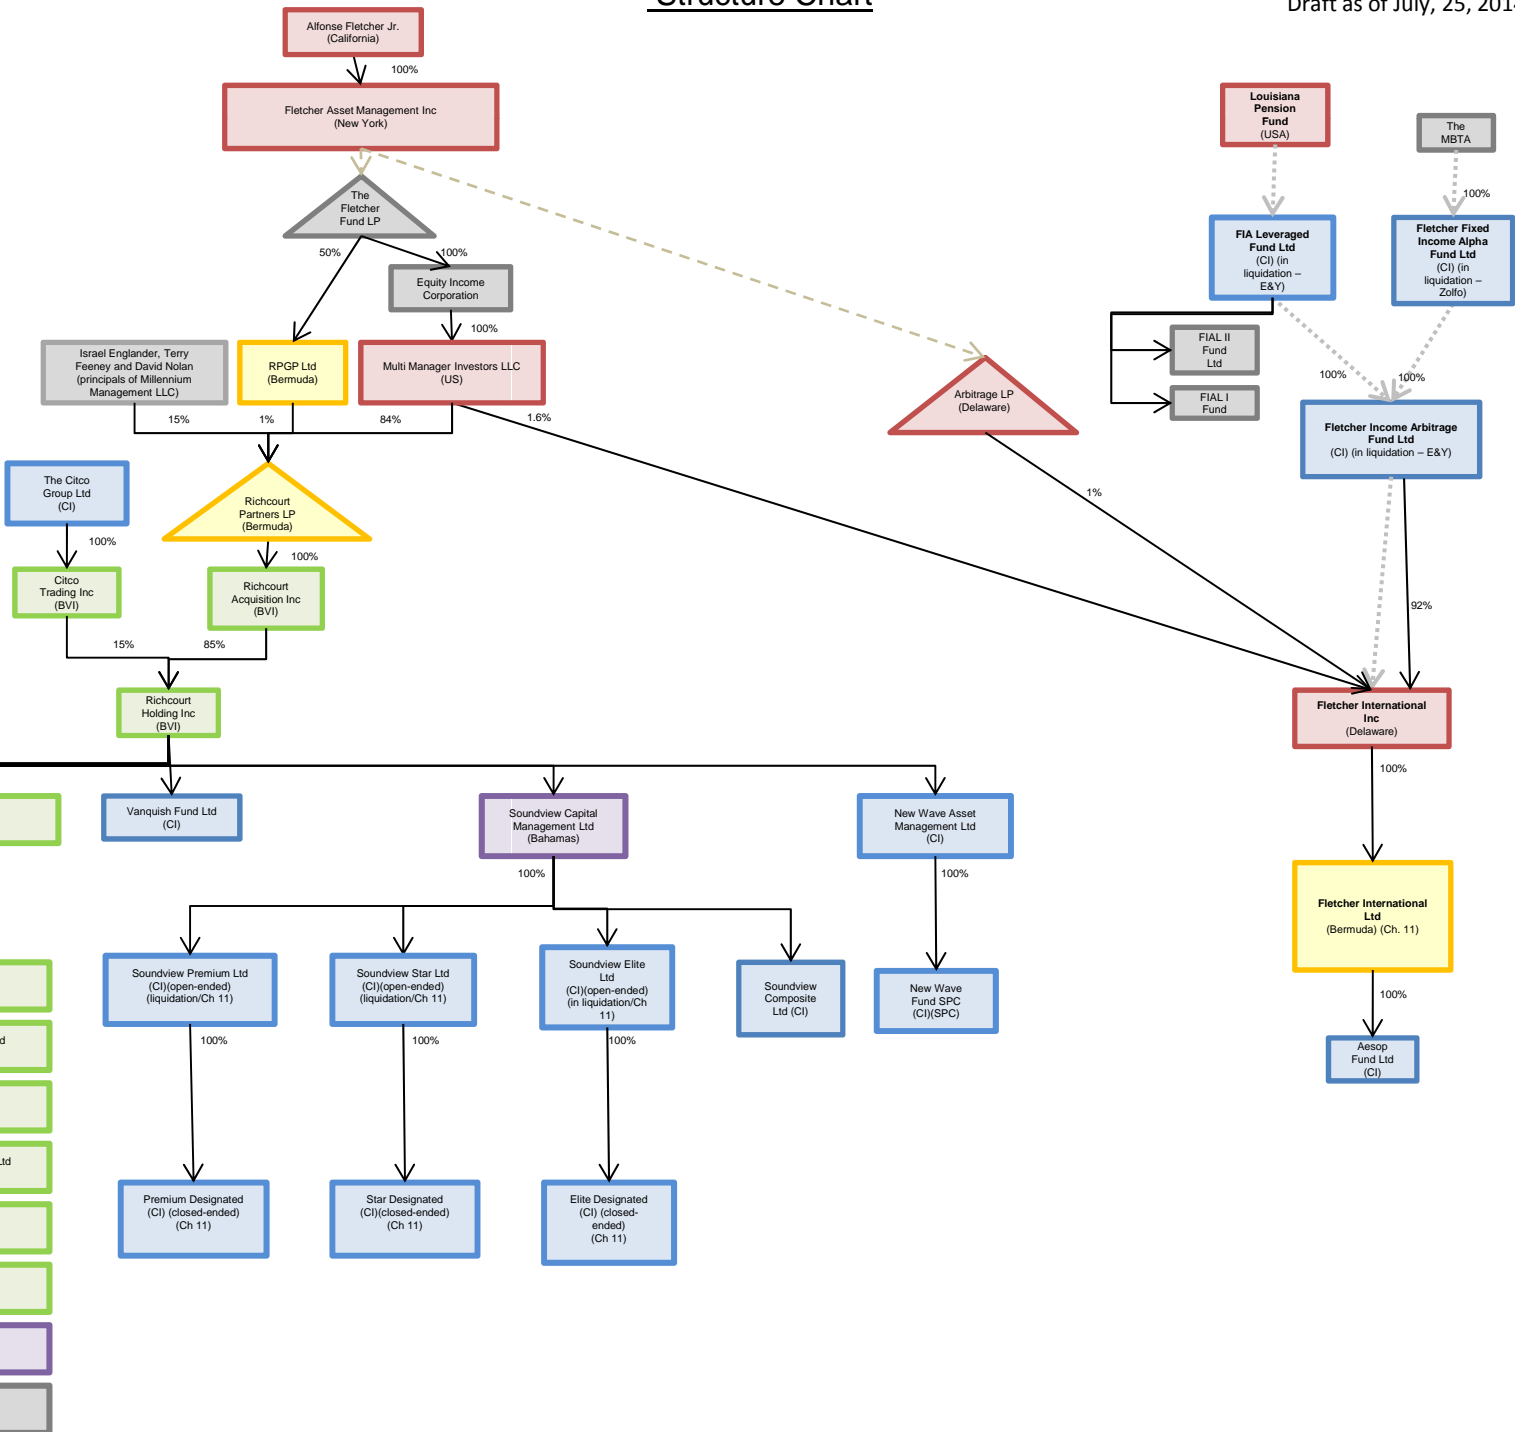 Structure Chart
Draft as of July, 25, 2014
Alfonse Fletcher Jr.
(California)
100%
Fletcher Asset Management Inc
(New York)
Louisiana
Pension
Fund
(USA)
The
MBTA
100%
The
Fletcher
Fund LP
50%
100%
Equity Income
Corporation
100%
FIA Leveraged
Fund Ltd
(CI) (in
liquidation –
E&Y)
Fletcher Fixed
Income Alpha
Fund Ltd
(CI) (in
liquidation –
Zolfo)
FIAL II
Fund
Ltd
FIAL I
Fund
100%
100%
Israel Englander, Terry
Feeney and David Nolan
(principals of Millennium
Management LLC)
RPGP Ltd
(Bermuda)
Multi Manager Investors LLC
(US)
15%
1%
84%
1.6%
Arbitrage LP
(Delaware)
Fletcher Income Arbitrage
Fund Ltd
(CI) (in liquidation – E&Y)
The Citco
Group Ltd
(CI)
100%
Richcourt
Partners LP
(Bermuda)
100%
1%
92%
Citco
Trading Inc
(BVI)
Richcourt
Acquisition Inc
(BVI)
15%
85%
Richcourt
Holding Inc
(BVI)
Fletcher International
Inc
(Delaware)
100%
Vanquish Fund Ltd
(CI)
Soundview Capital
Management Ltd
(Bahamas)
New Wave Asset
Management Ltd
(CI)
100%
100%
Fletcher International
Ltd
(Bermuda) (Ch. 11)
100%
Soundview Premium Ltd
(CI)(open-ended)
(liquidation/Ch 11)
Soundview Star Ltd
(CI)(open-ended)
(liquidation/Ch 11)
Soundview Elite
Ltd
(CI)(open-ended)
(in liquidation/Ch
11)
Soundview
Composite
Ltd (CI)
New Wave
Fund SPC
(CI)(SPC)
d
100%
100%
100%
Aesop
Fund Ltd
(CI)
Ltd
Premium Designated
(CI) (closed-ended)
(Ch 11)
Star Designated
(CI)(closed-ended)
(Ch 11)
Elite Designated
(CI) (closed-
ended)
(Ch 11)